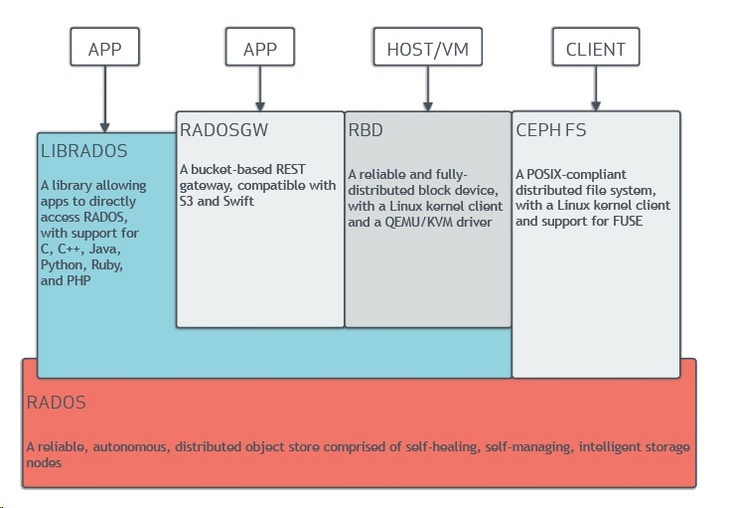 APP
APP
HOST/VM
CLIENT
LIBRADOS
A library allowing
apps to directly
access RADOS,
with support for
C, C++, Java,
Python, Ruby,
and PHP
RADOSGW
A bucket-based REST
gateway, compatible with
S3 and Swift
RBD
A reliable and fully-
distributed block device,
with a Linux kernel client
and a QEMU/KVM driver
CEPH FS
A POSIX-compliant
distributed file system,
with a Linux kernel client
and support for FUSE
RADOS
A reliable, autonomous, distributed object store comprised of self-healing, self-managing, intelligent storage
nodes